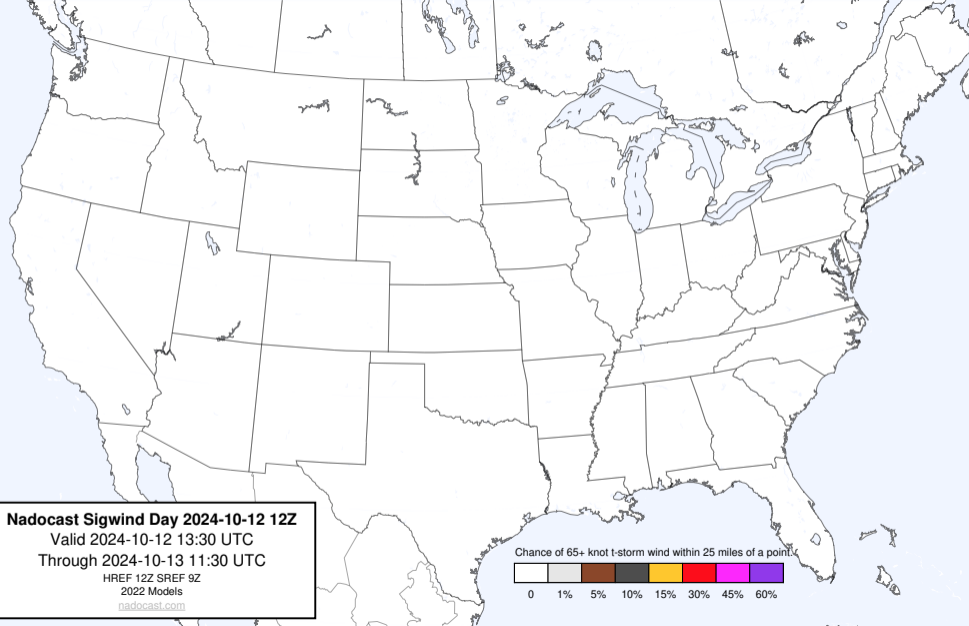 Nadocast Sigwind Day 2024-10-12 12Z
Valid 2024-10-12 13:30 UTC
Through 2024-10-13 11:30 UTC
HREF 12Z SREF 9Z
2022 Models
nadocast.com
Chance of 65+ knot t-storm wind within 25 miles of a point.
0 1% 5% 10% 15% 30% 45% 60%